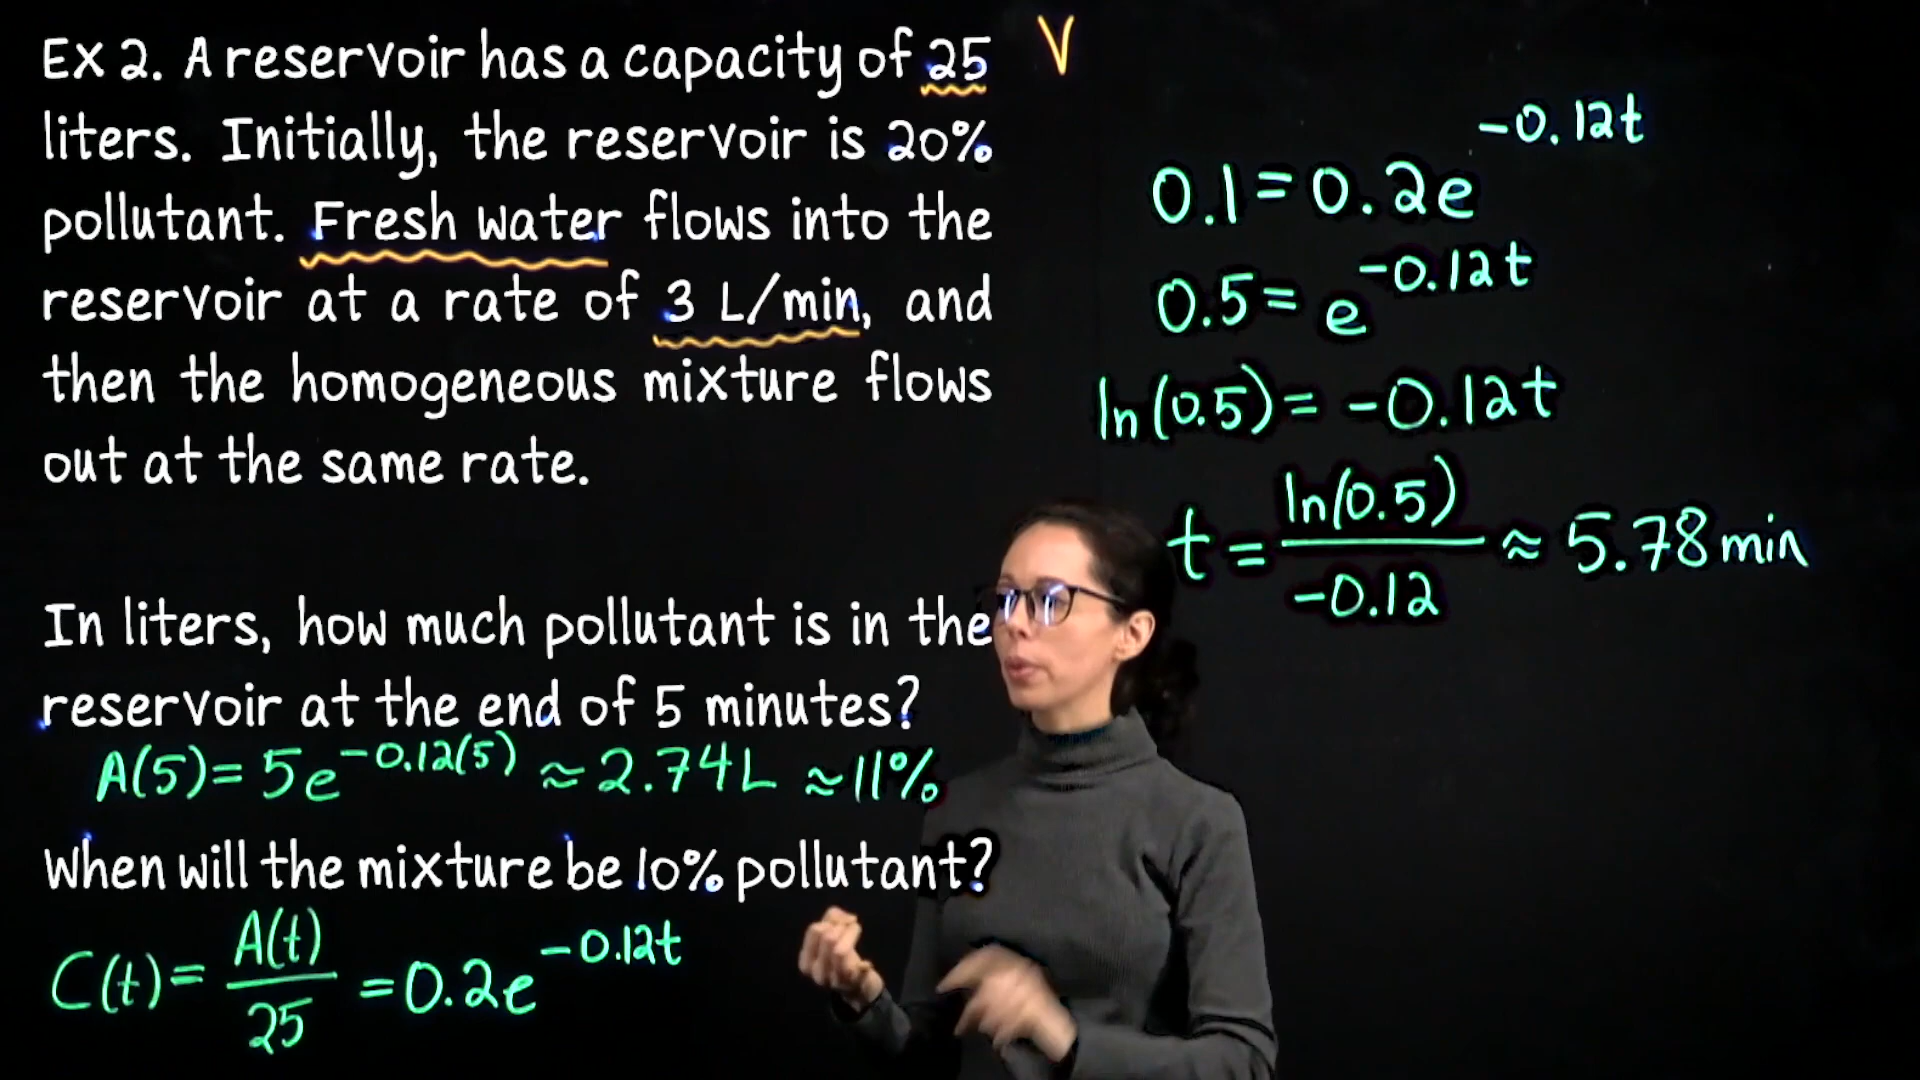 Ex 2. A reservoir has a capacity of 25
liters. Initially, the reservoir is 20%
pollutant. Fresh water flows into the
reservoir at a rate of 3 L/min, and
then the homogeneous mixture flows
out at the same rate.
In liters, how much pollutant is in the
reservoir at the end of 5 minutes?
A(5) = 5e^{-0.12(5)} ≈ 2.74L ≈ 11%
When will the mixture be 10% pollutant?
C(t) = \frac{A(t)}{25} = 0.2e^{-0.12t}
V
0.1 = 0.2e^{-0.12t}
0.5 = e^{-0.12t}
ln(0.5) = -0.12t
t = \frac{ln(0.5)}{-0.12} ≈ 5.78 min